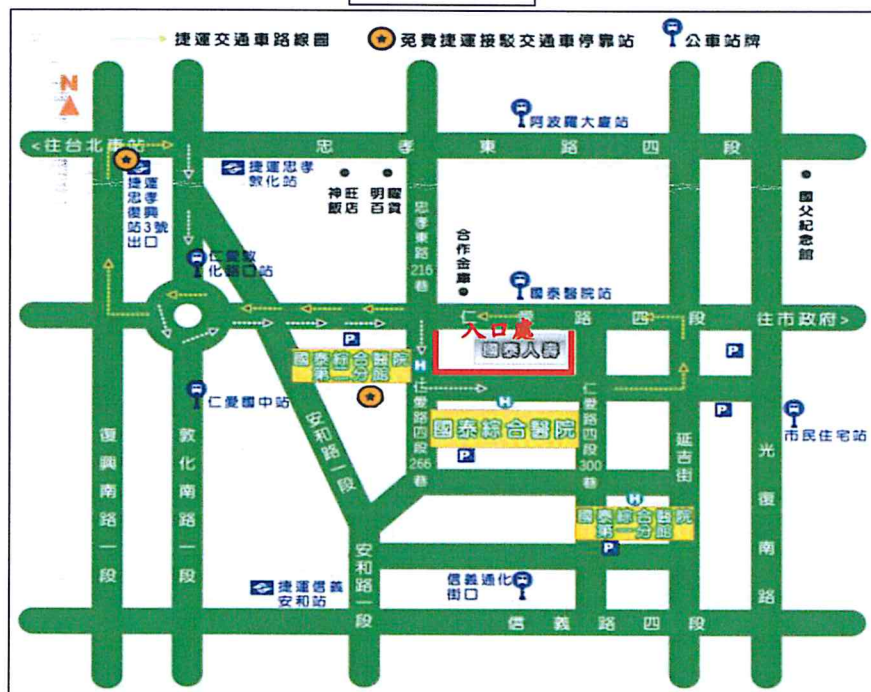 捷運交通車路線圖
免費捷運接駁交通車停靠站
公車站牌
N
阿波羅大廈站
<往台北車站
忠孝東路四段
捷運忠孝
敦化站
捷運
忠孝
復興
站3號
出口
神旺
飯店
明曜
百貨
忠孝東路216巷
合作金庫
國父紀念館
仁愛敦
化路口站
國泰醫院站
仁愛路四段
往市政府>
入口處
國泰人壽
P
國泰綜合醫院
第二分館
H
P
仁愛國中站
H
P
國泰綜合醫院
市民住宅站
P
仁愛路四段266巷
仁愛路四段300巷
延吉街
光復南路
復興南路一段
敦化南路一段
安和路一段
H
國泰綜合醫院
第一分館
P
安和路一段
捷運信義
安和站
信義通化
街口
信義路四段